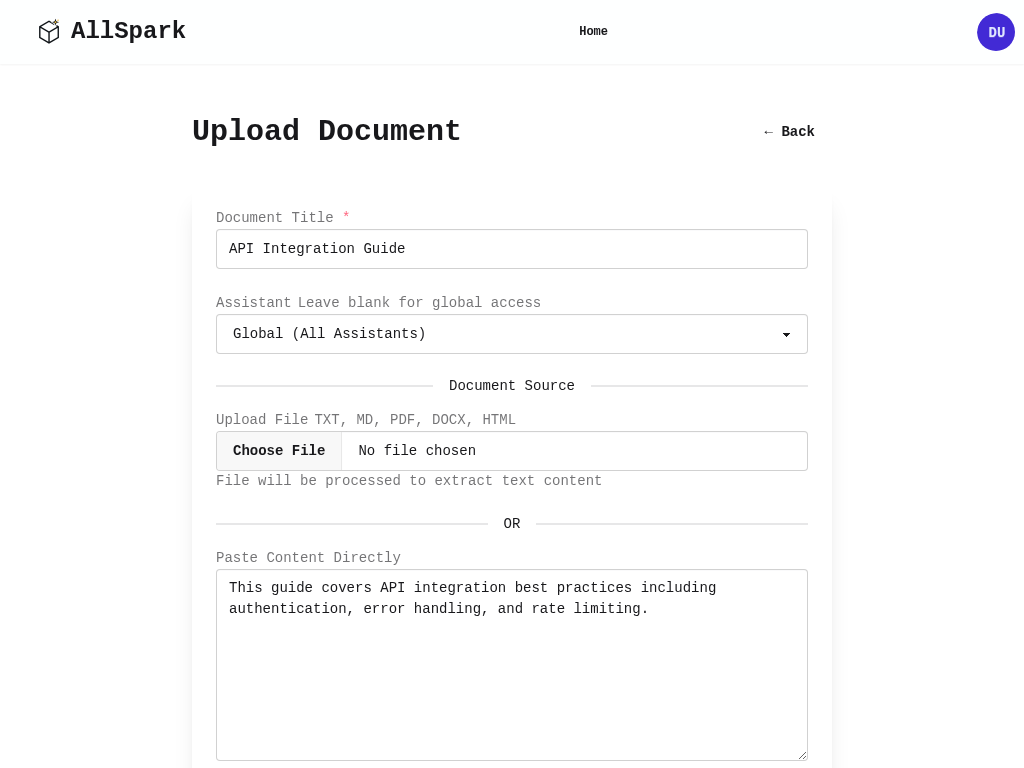 AllSpark
Home
DU
Upload Document
← Back
Document Title *
API Integration Guide
Assistant Leave blank for global access
Global (All Assistants)
Document Source
Upload File TXT, MD, PDF, DOCX, HTML
Choose File No file chosen
File will be processed to extract text content
OR
Paste Content Directly
This guide covers API integration best practices including
authentication, error handling, and rate limiting.